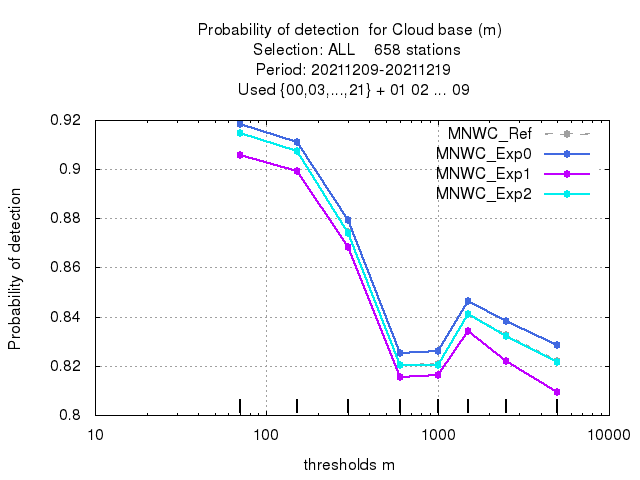 Probability of detection  for Cloud base (m)
Selection: ALL    658 stations
Period: 20211209-20211219
Used {00,03,...,21} + 01 02 ... 09
Probability of detection
0.92
0.9
0.88
0.86
0.84
0.82
0.8
MNWC_Ref
MNWC_Exp0
MNWC_Exp1
MNWC_Exp2
10
100
1000
10000
thresholds m